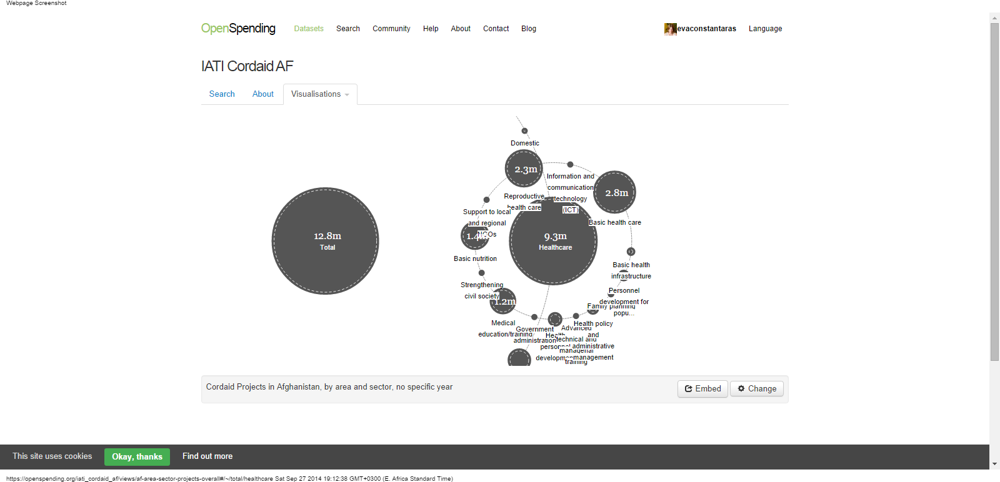 Webpage Screenshot
OpenSpending Datasets Search Community Help About Contact Blog evaconstantaras Language
IATI Cordaid AF
Search About Visualisations
Domestic
2.3m
Information and
communication
technology
(ICT)
2.8m
Basic health care
Reproductive
health care
Support to local
and regional
NGOs
1.4m
Basic nutrition
12.8m
Total
9.3m
Healthcare
Basic health
infrastructure
Personnel
development for
popu...
Family planning
Strengthening
civil society
1.2m
Medical
education/training
Government
administration
Health
personnel
development
Advanced
technical and
managerial
training
Health policy
and
administrative
management
Cordaid Projects in Afghanistan, by area and sector, no specific year
Embed Change
This site uses cookies Okay, thanks Find out more
https://openspending.org/iati_cordaid_af/views/af-area-sector-projects-overall#/~/total/healthcare Sat Sep 27 2014 19:12:38 GMT+0300 (E. Africa Standard Time)